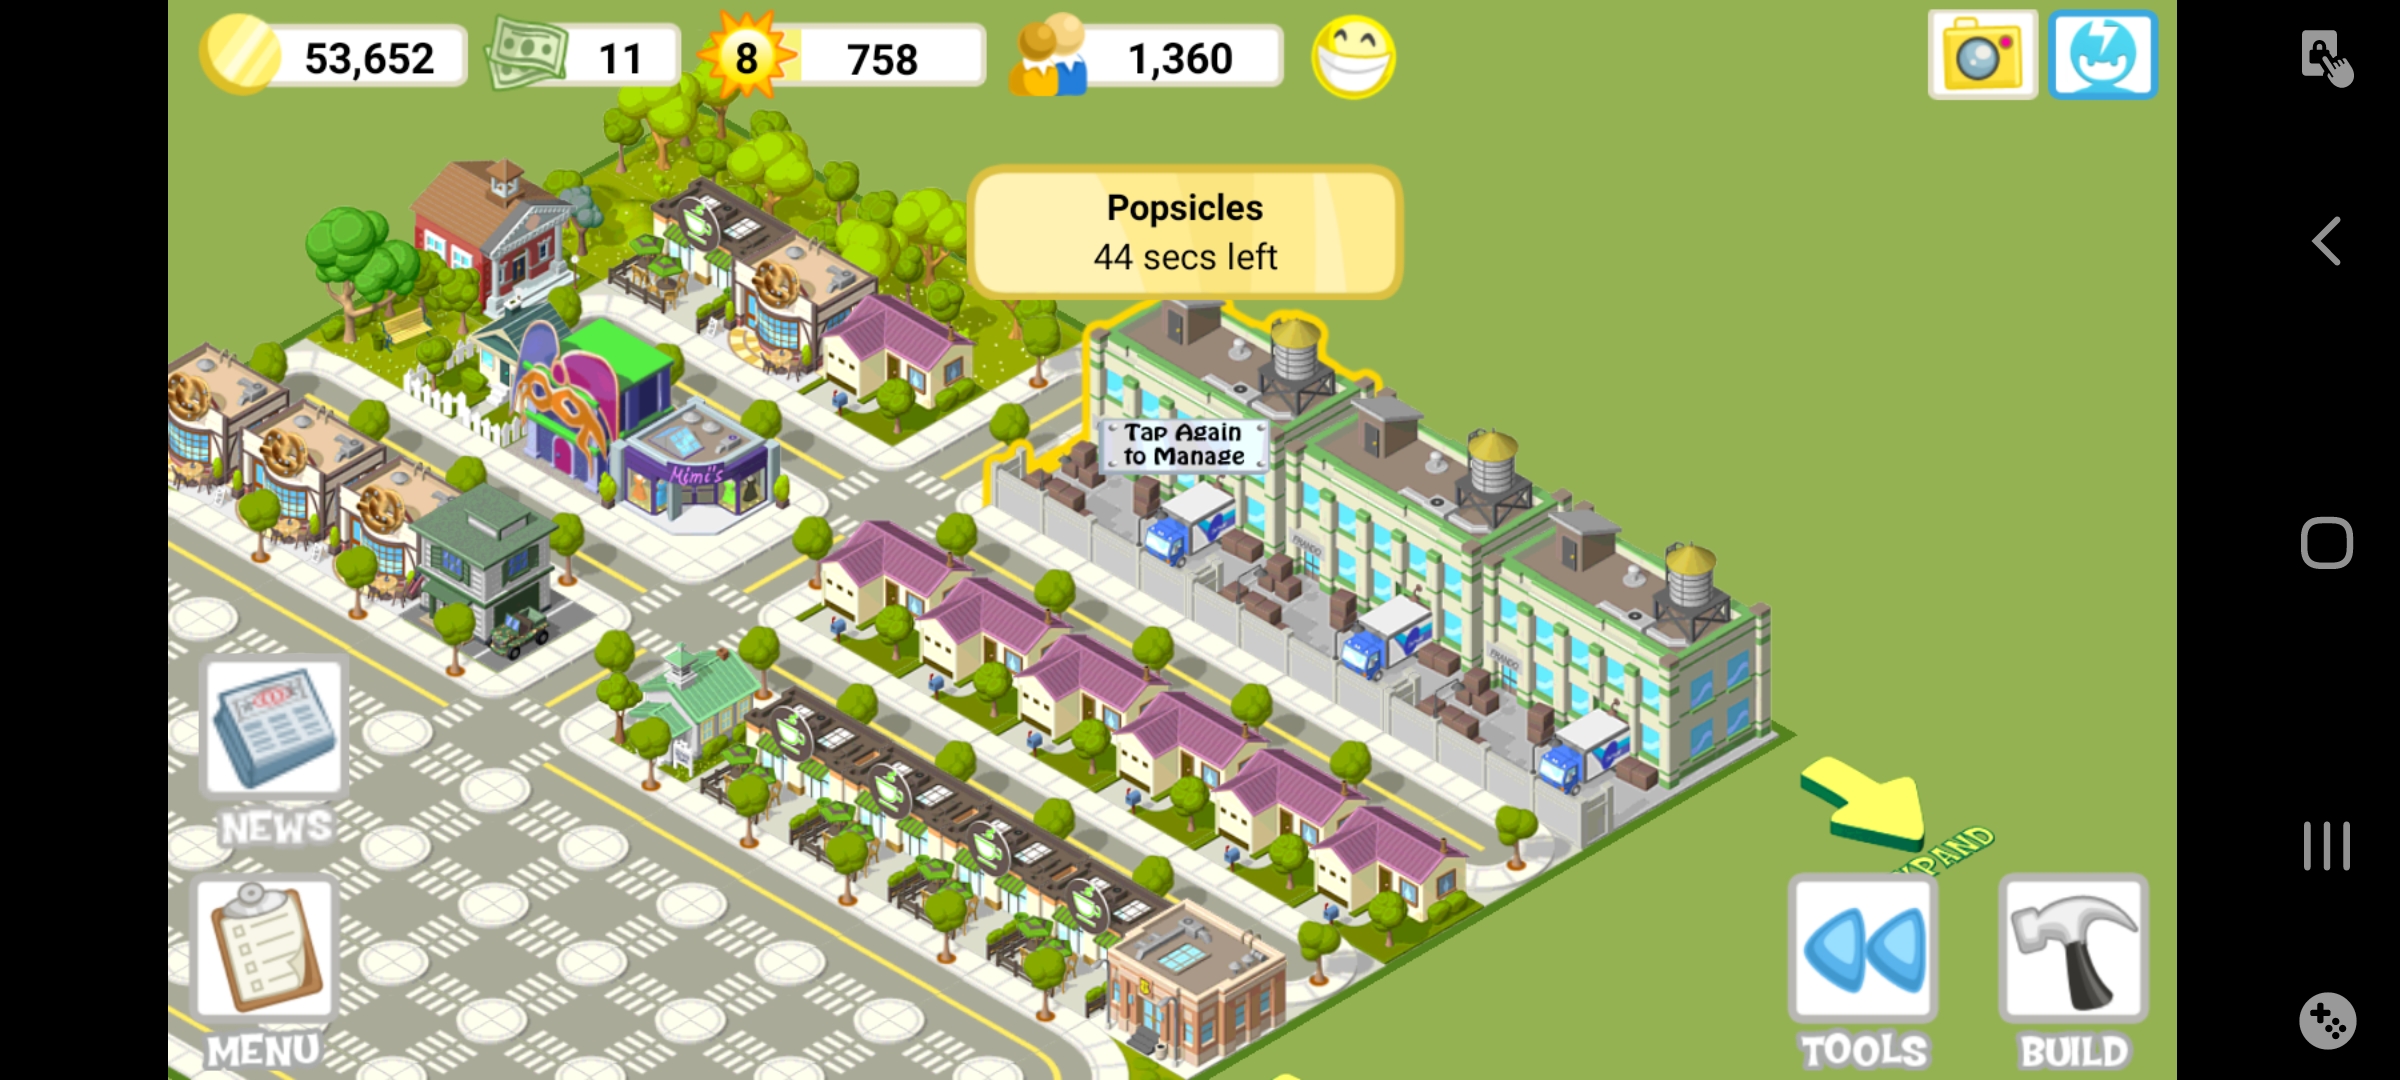 53,652
11
8
758
1,360
Popsicles
44 secs left
Tap Again
to Manage
Mimi's
NEWS
MENU
TOOLS
BUILD